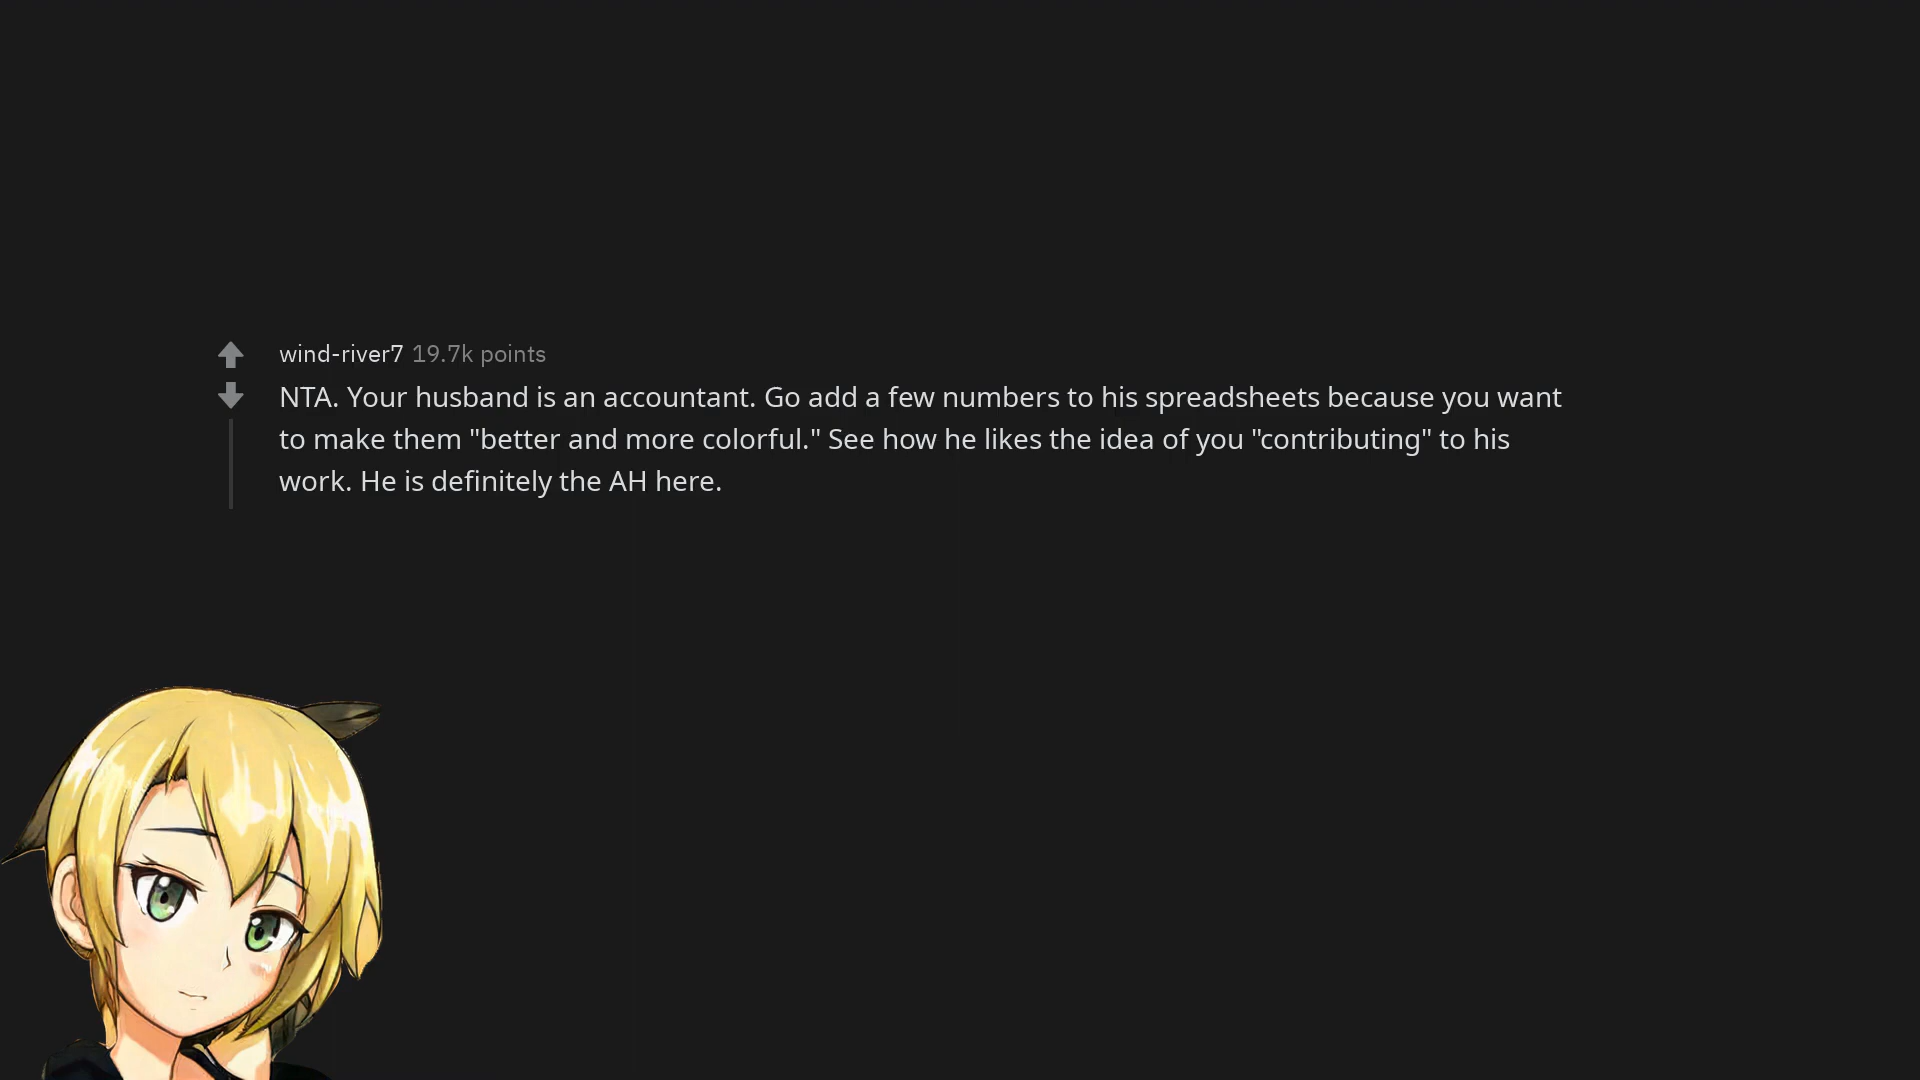 wind-river7 19.7k points
NTA. Your husband is an accountant. Go add a few numbers to his spreadsheets because you want
to make them "better and more colorful." See how he likes the idea of you "contributing" to his
work. He is definitely the AH here.